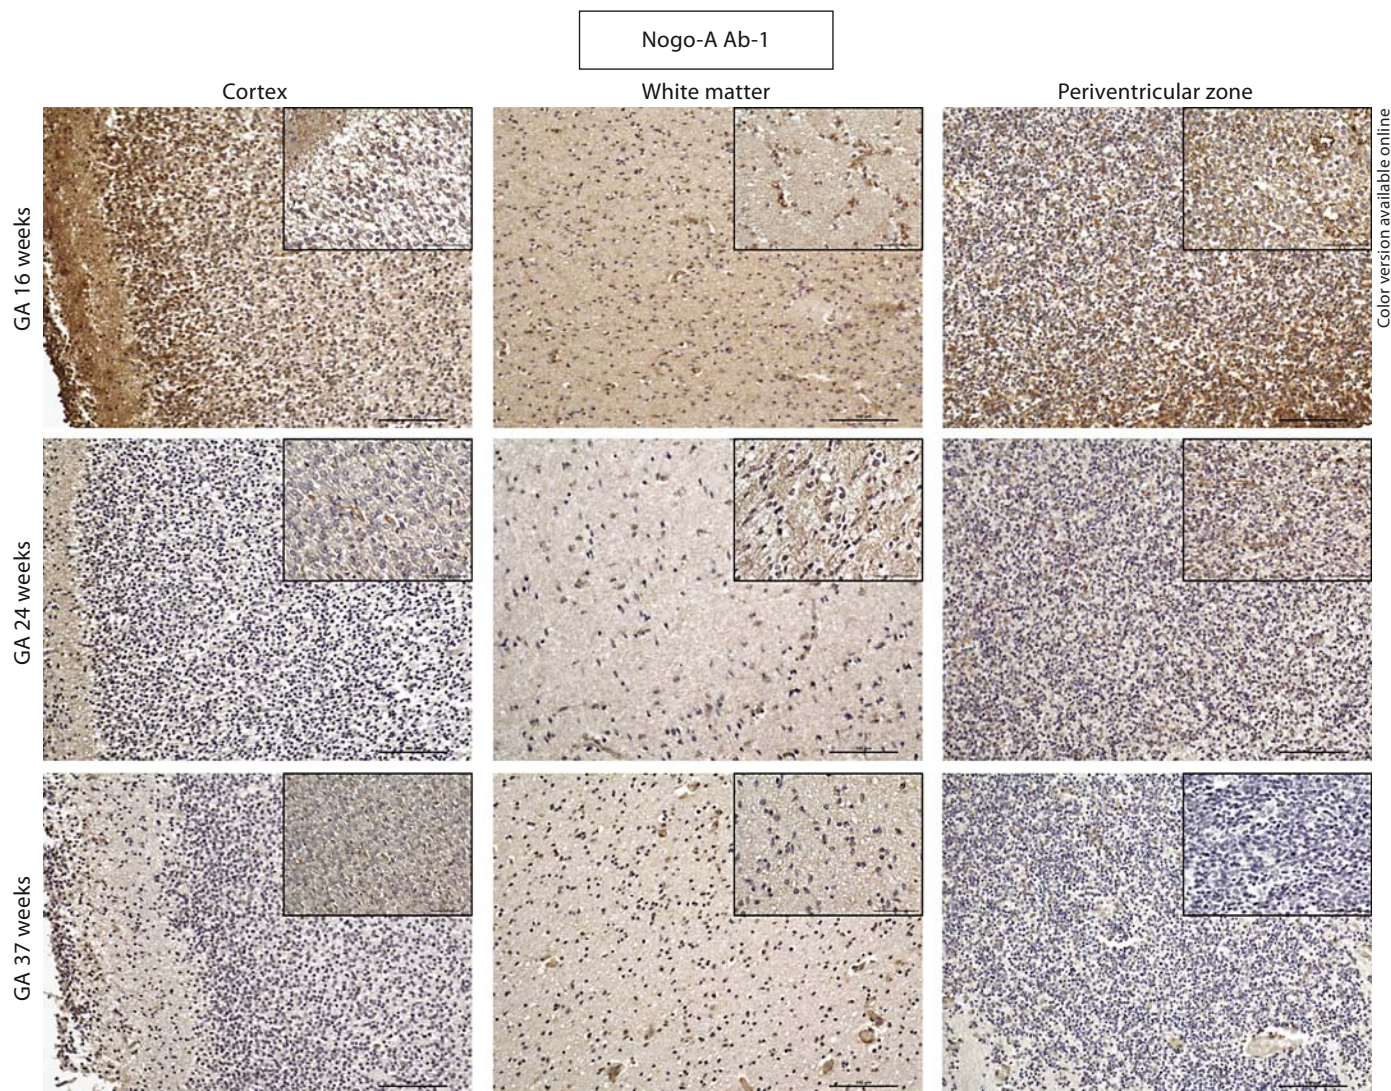 Nogo-A Ab-1
Cortex
White matter
Periventricular zone
GA 16 weeks
GA 24 weeks
GA 37 weeks
Color version available online